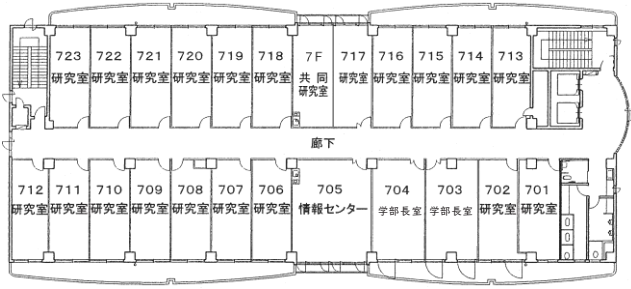 723 722 721 720 719 718 7F 717 716 715 714 713
研究室 研究室 研究室 研究室 研究室 研究室 共同 研究室 研究室 研究室 研究室 研究室
研究室
廊下
712 711 710 709 708 707 706 705 704 703 702 701
研究室 研究室 研究室 研究室 研究室 研究室 研究室 情報センター 学部長室 学部長室 研究室 研究室